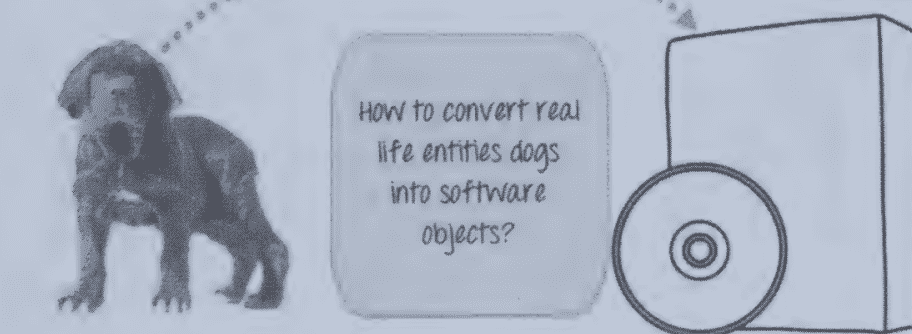 How to convert real
life entities dogs
into software
objects?